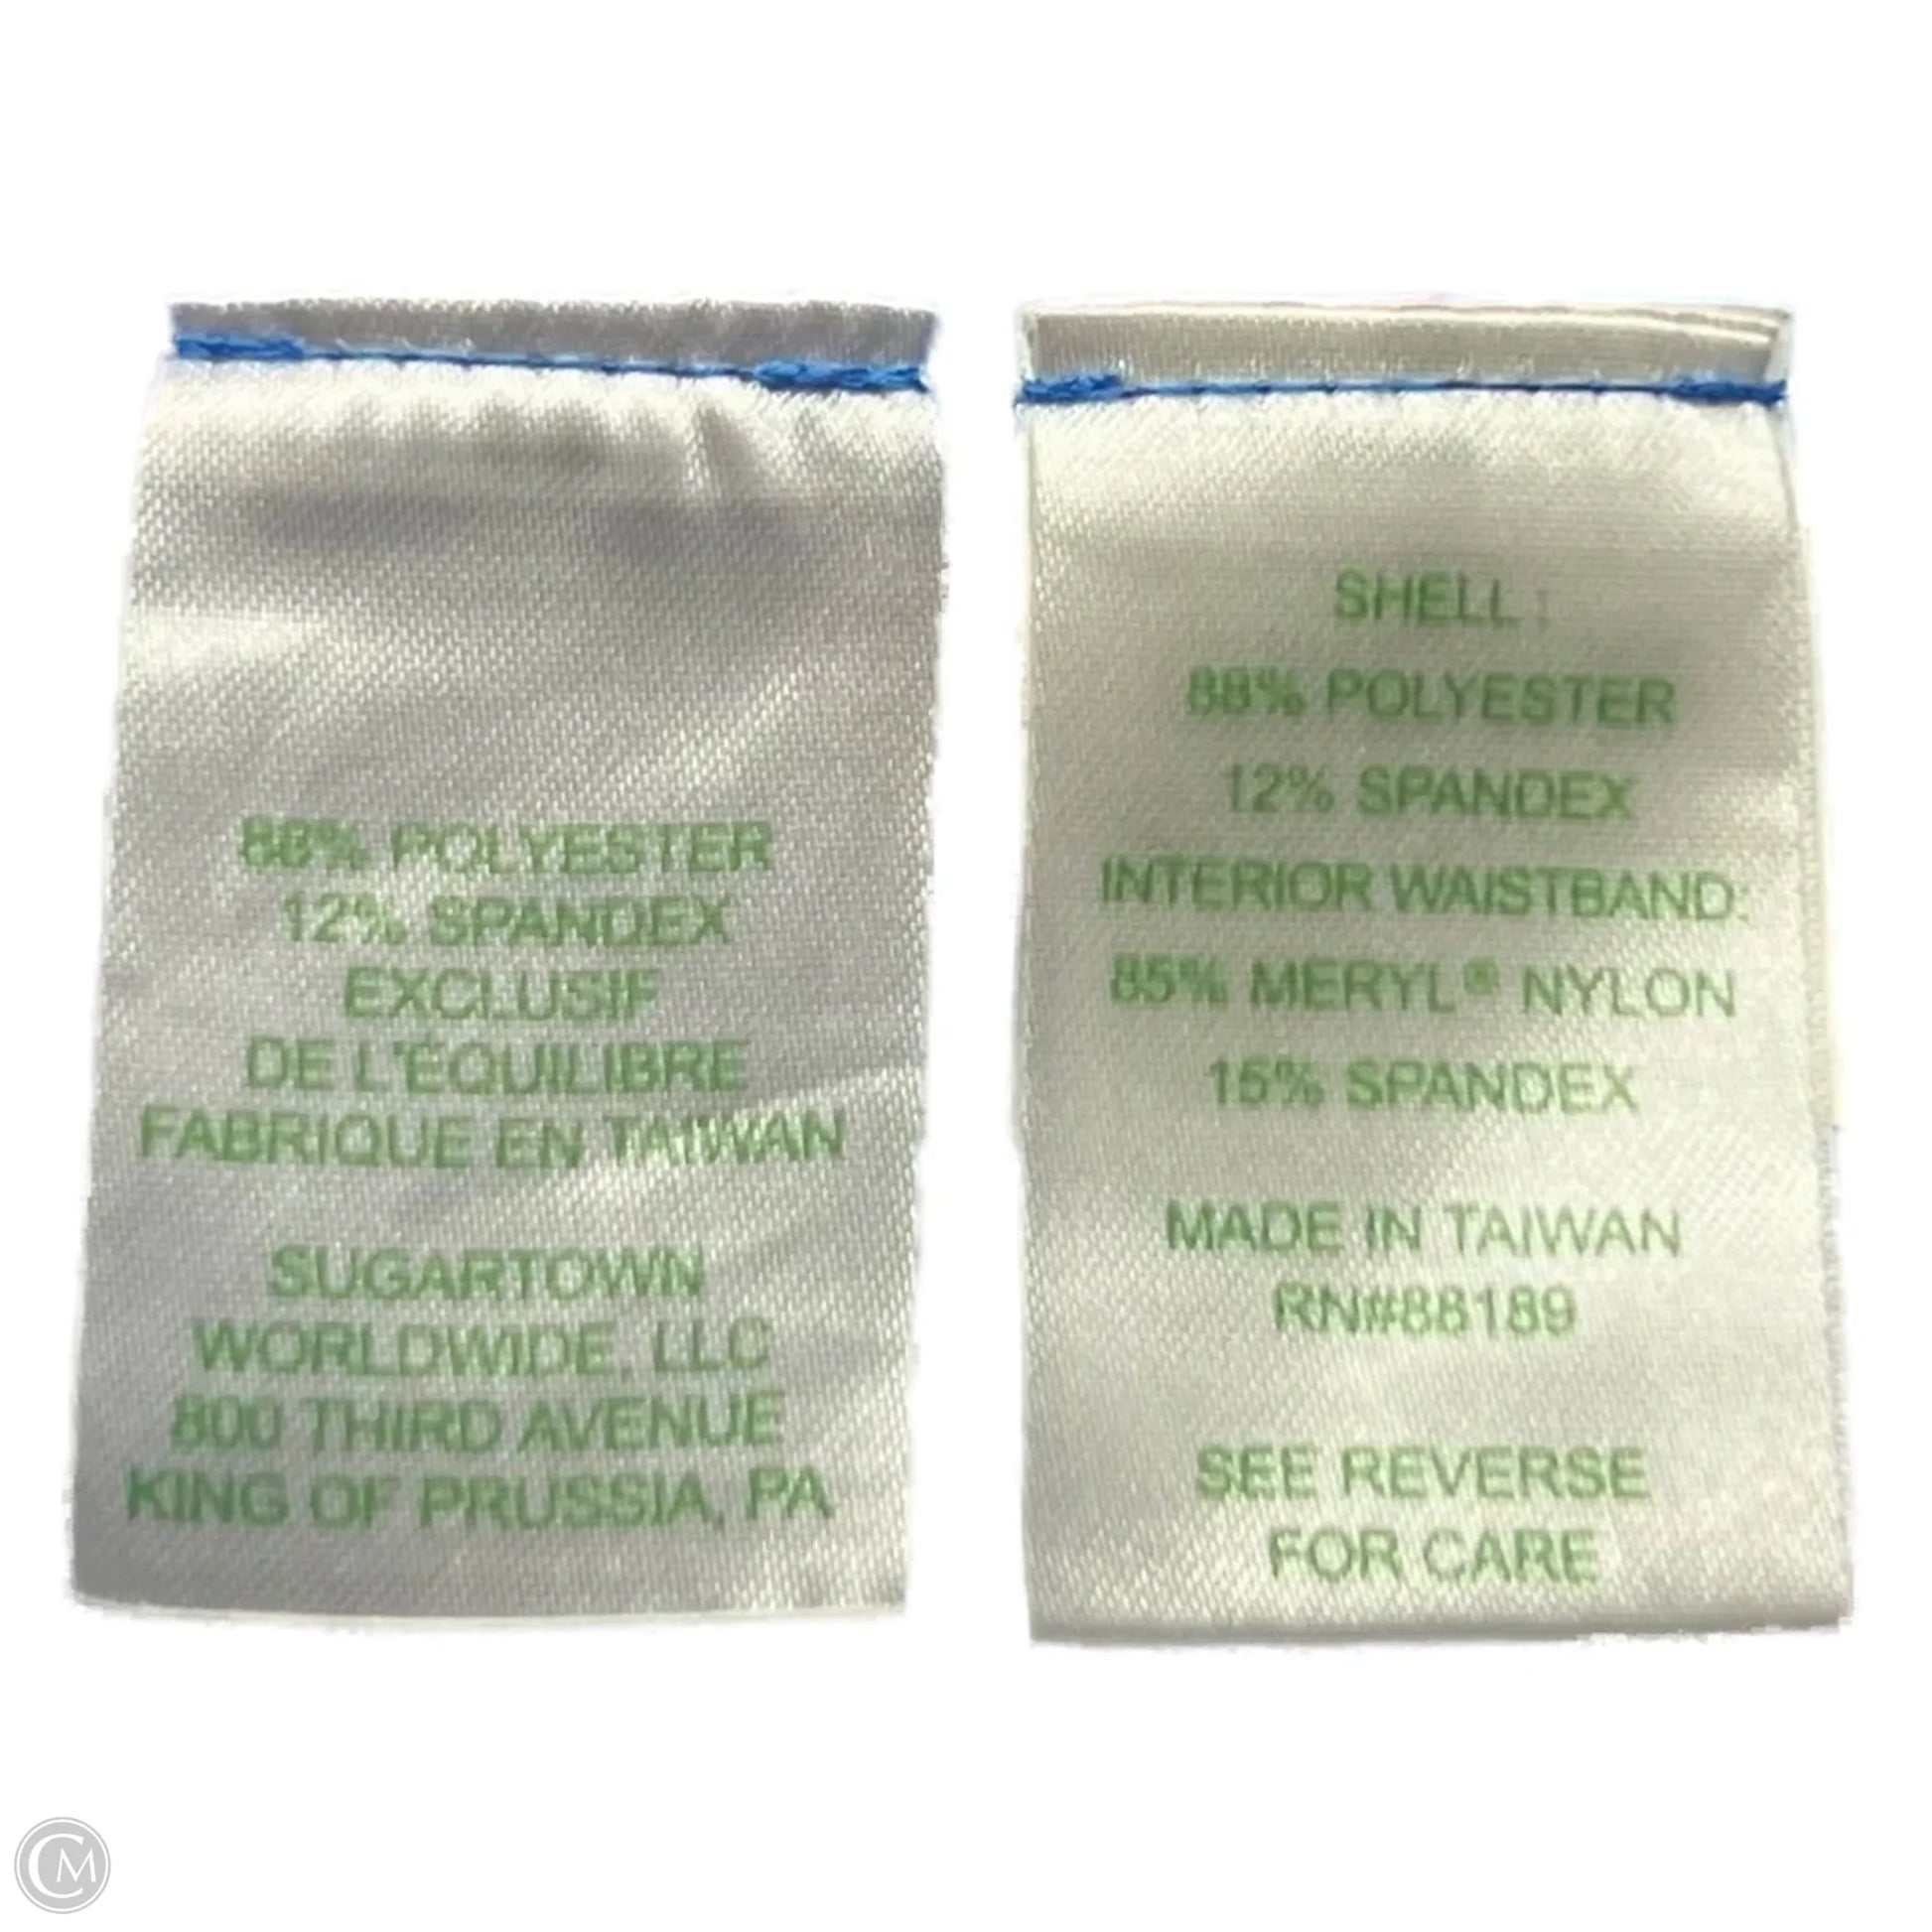 88% POLYESTER
12% SPANDEX
EXCLUSIF
DE L'ÉQUILIBRE
FABRIQUE EN TAIWAN
SUGARTOWN
WORLDWIDE, LLC
800 THIRD AVENUE
KING OF PRUSSIA, PA
SHELL :
88% POLYESTER
12% SPANDEX
INTERIOR WAISTBAND:
85% MERYL® NYLON
15% SPANDEX
MADE IN TAIWAN
RN#88189
SEE REVERSE
FOR CARE
CM